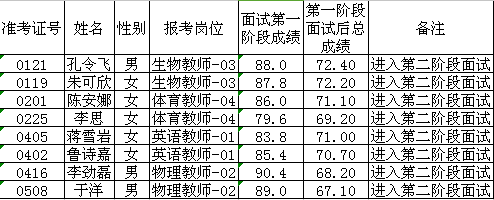 准考证号 姓名 性别 报考岗位 面试第一阶段成绩 第一阶段面试后总成绩 备注
0121 孔令飞 男 生物教师-03 88.0 72.40 进入第二阶段面试
0119 朱可欣 女 生物教师-03 87.8 72.20 进入第二阶段面试
0201 陈安娜 女 体育教师-04 86.0 71.10 进入第二阶段面试
0225 李思 女 体育教师-04 79.6 69.20 进入第二阶段面试
0405 蒋雪岩 女 英语教师-01 83.8 71.00 进入第二阶段面试
0402 鲁诗嘉 女 英语教师-01 85.4 70.70 进入第二阶段面试
0416 李劲磊 男 物理教师-02 90.4 68.20 进入第二阶段面试
0508 于洋 男 物理教师-02 89.0 67.10 进入第二阶段面试